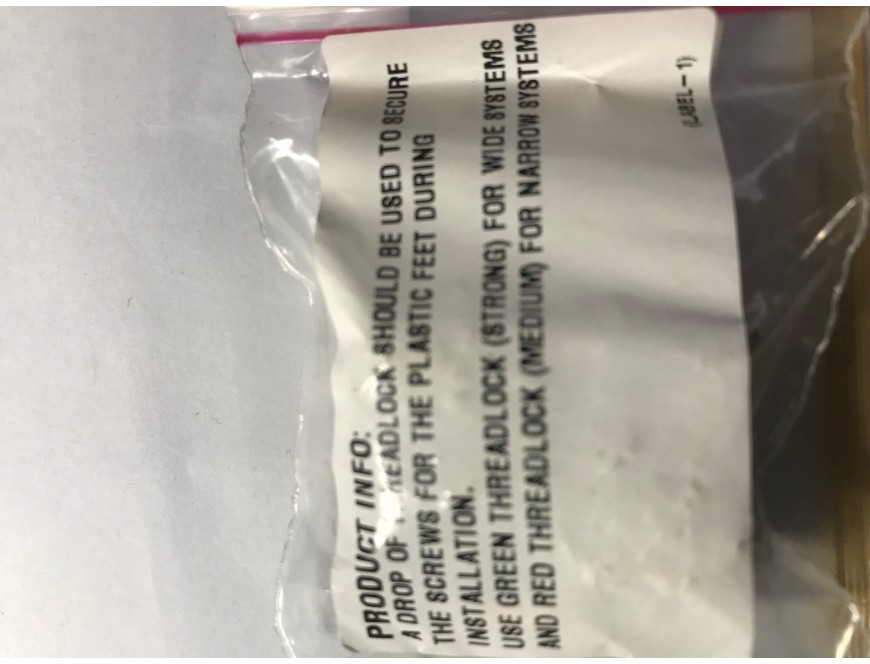 PRODUCT INFO:
A DROP OF THREADLOCK SHOULD BE USED TO SECURE
THE SCREWS FOR THE PLASTIC FEET DURING
INSTALLATION.
USE GREEN THREADLOCK (STRONG) FOR WIDE SYSTEMS
AND RED THREADLOCK (MEDIUM) FOR NARROW SYSTEMS
(LABEL-1)